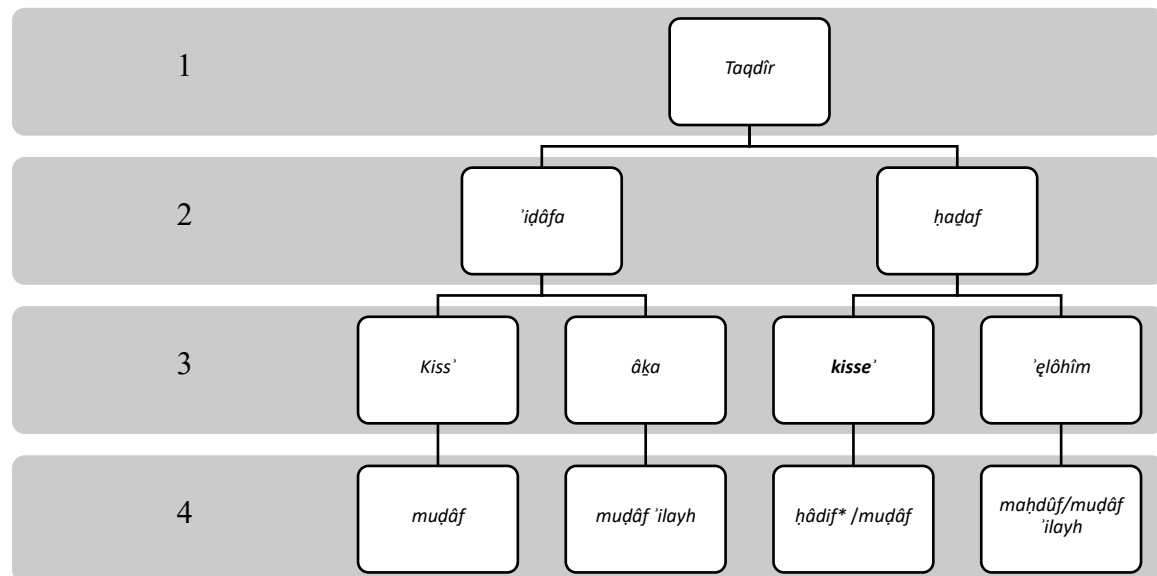 1
Taqdîr
2
ʾiḍâfa
ḥaḏaf
3
Kissʾ
âḵa
kisseʾ
ʾęlôhîm
4
muḍâf
muḍâf ʾilayh
ḥâdif* /muḍâf
maḥdûf/muḍâf
ʾilayh